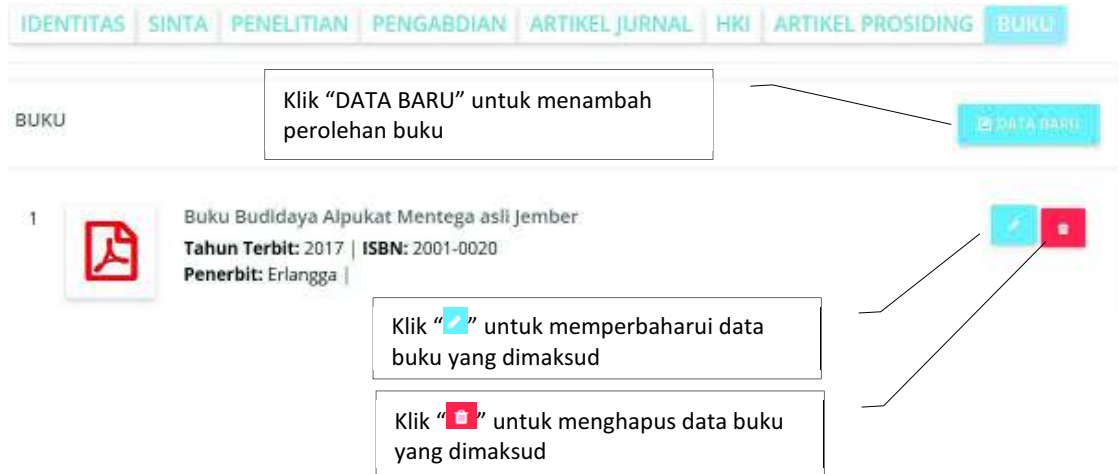 IDENTITAS SINTA PENELITIAN PENGABDIAN ARTIKEL JURNAL HKI ARTIKEL PROSIDING BUKU
Klik “DATA BARU” untuk menambah
perolehan buku
BUKU
DATA BARU
1
Buku Budidaya Alpukat Mentega asli Jember
Tahun Terbit: 2017 | ISBN: 2001-0020
Penerbit: Erlangga |
Klik “ ” untuk memperbaharui data
buku yang dimaksud
Klik “ ” untuk menghapus data buku
yang dimaksud